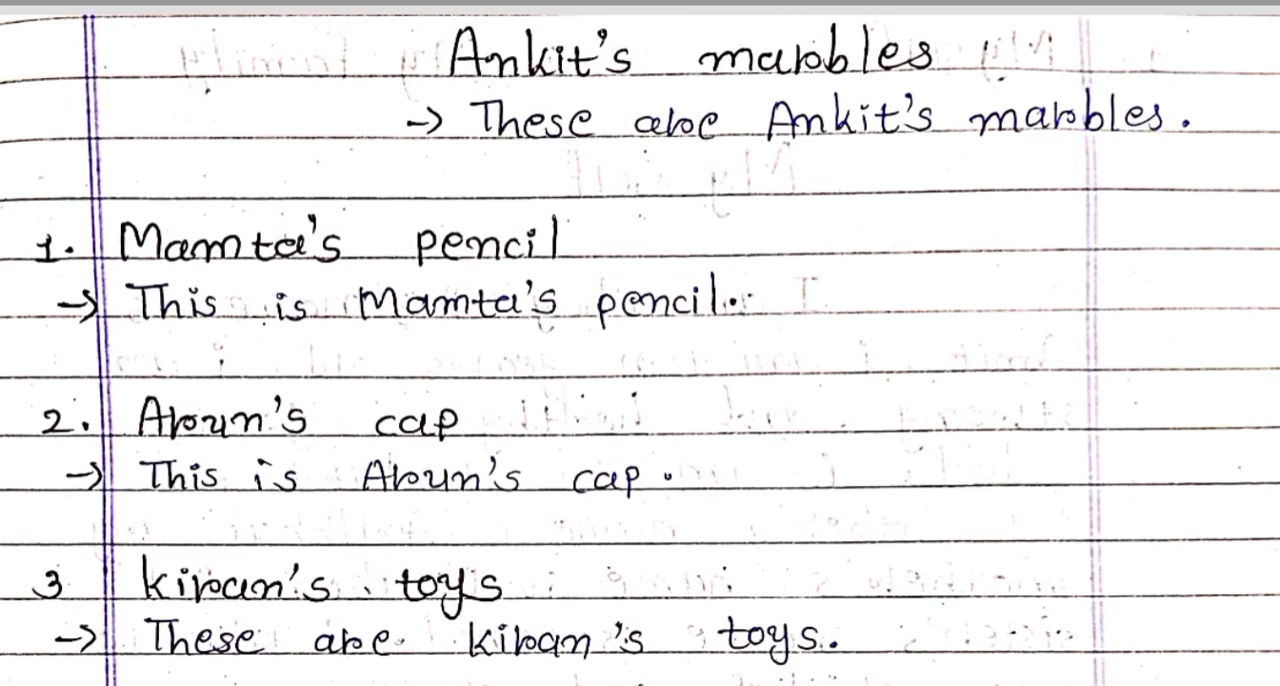 Ankit's marbles
→ These are Ankit's marbles.
1. Mamta's pencil
→ This is Mamta's pencil.
2. Arun's cap
→ This is Arun's cap.
3 kiran's toys
→ These are kiran's toys.